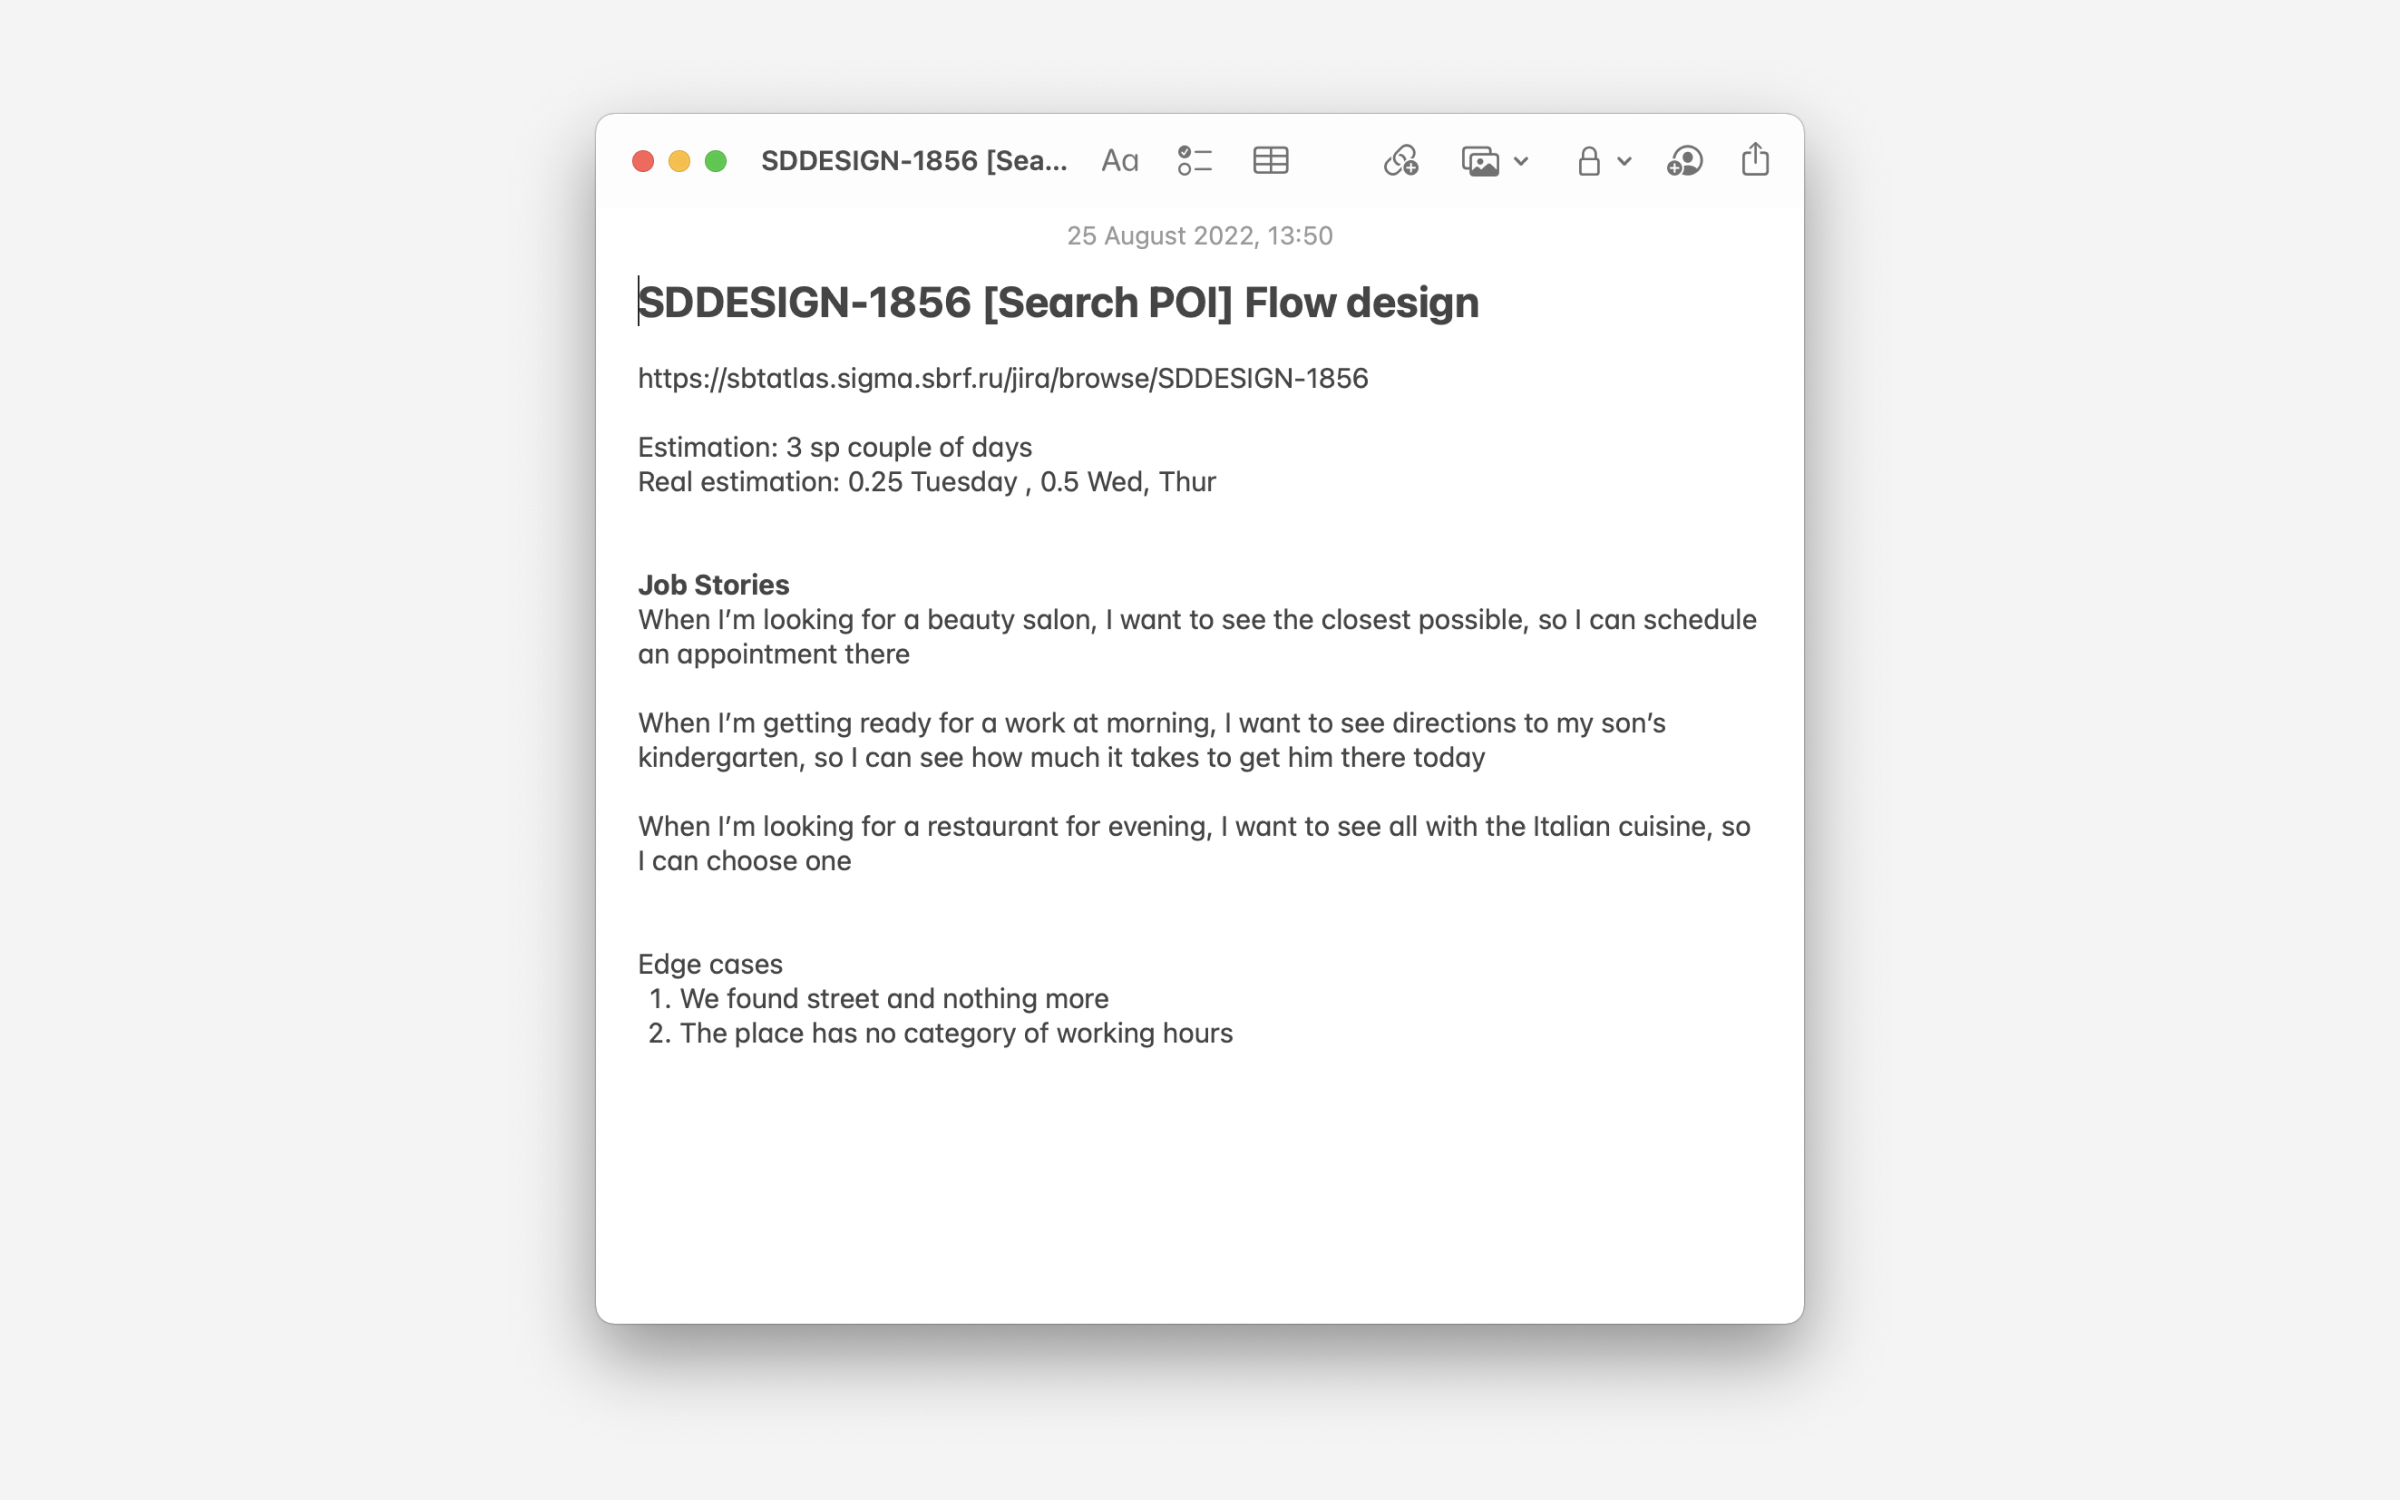 SDDESIGN-1856 [Sea...
Aa
25 August 2022, 13:50
SDDESIGN-1856 [Search POI] Flow design
https://sbtatlas.sigma.sbrf.ru/jira/browse/SDDESIGN-1856
Estimation: 3 sp couple of days
Real estimation: 0.25 Tuesday , 0.5 Wed, Thur
Job Stories
When I’m looking for a beauty salon, I want to see the closest possible, so I can schedule
an appointment there
When I’m getting ready for a work at morning, I want to see directions to my son’s
kindergarten, so I can see how much it takes to get him there today
When I’m looking for a restaurant for evening, I want to see all with the Italian cuisine, so
I can choose one
Edge cases
1. We found street and nothing more
2. The place has no category of working hours